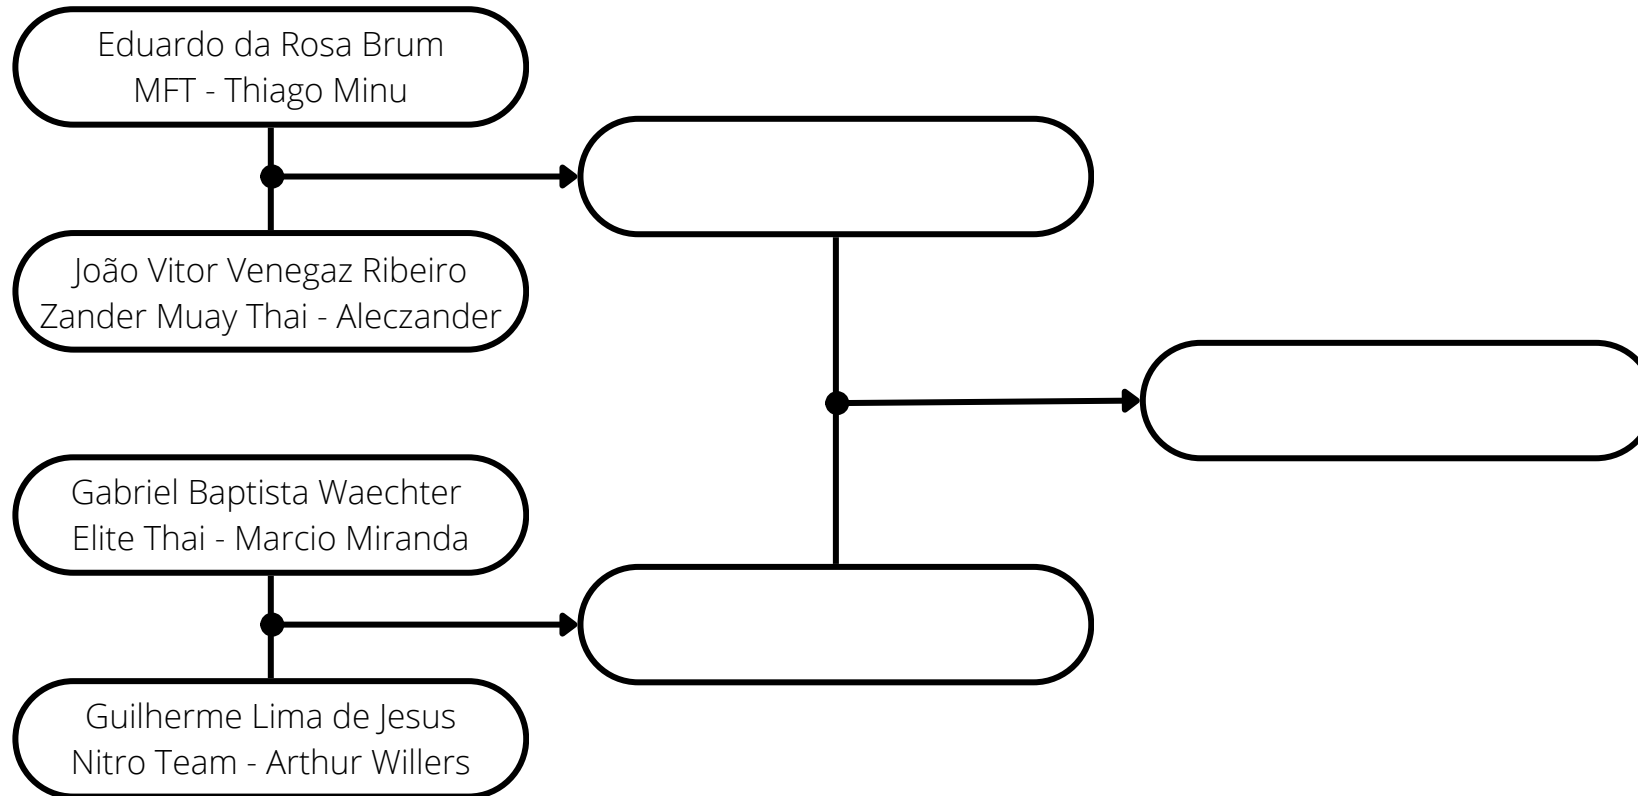 Eduardo da Rosa Brum
MFT - Thiago Minu
João Vitor Venegaz Ribeiro
Zander Muay Thai - Aleczander
Gabriel Baptista Waechter
Elite Thai - Marcio Miranda
Guilherme Lima de Jesus
Nitro Team - Arthur Willers